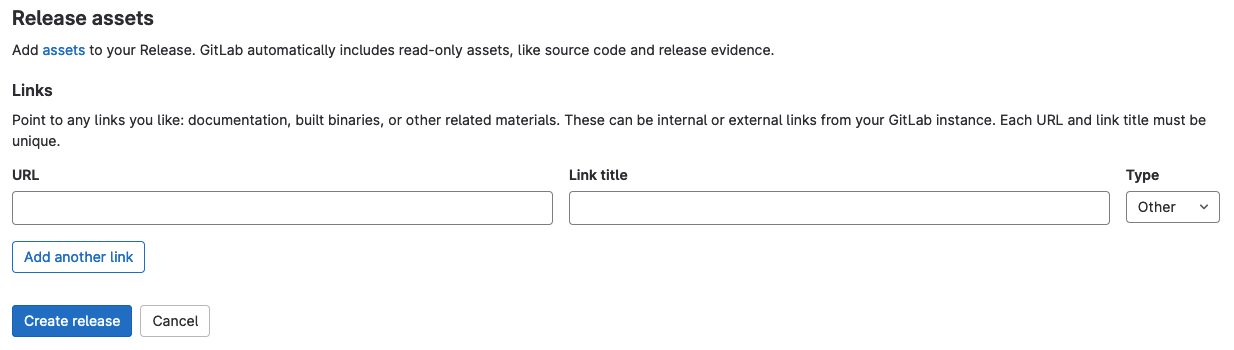 Release assets
Add assets to your Release. GitLab automatically includes read-only assets, like source code and release evidence.
Links
Point to any links you like: documentation, built binaries, or other related materials. These can be internal or external links from your GitLab instance. Each URL and link title must be
unique.
URL Link title Type
Other
Add another link
Create release Cancel